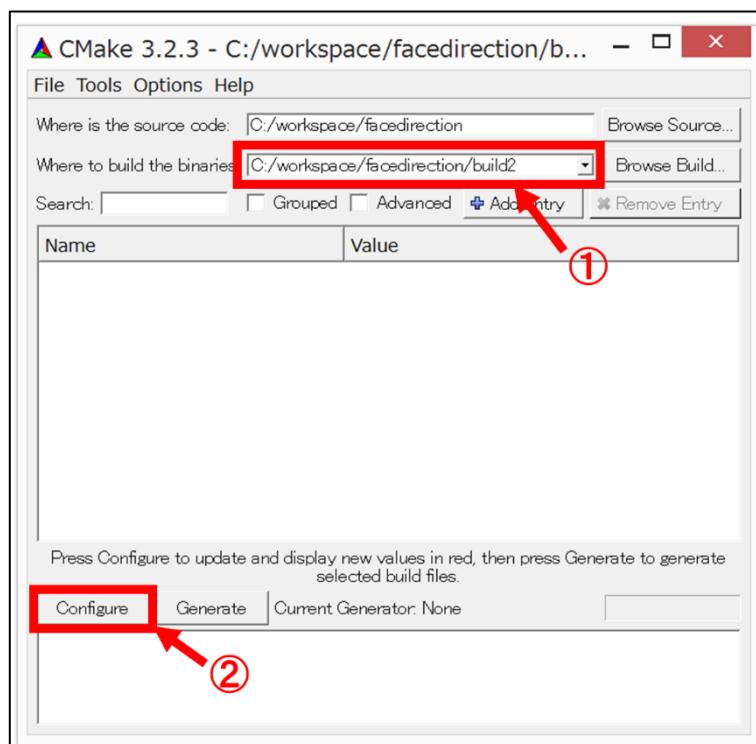 CMake 3.2.3 - C:/workspace/facedirection/b...
File Tools Options Help
Where is the source code: C:/workspace/facedirection Browse Source...
Where to build the binaries C:/workspace/facedirection/build2 Browse Build...
Search: Grouped Advanced Add Entry Remove Entry
Name Value
①
Press Configure to update and display new values in red, then press Generate to generate
selected build files.
Configure Generate Current Generator: None
②